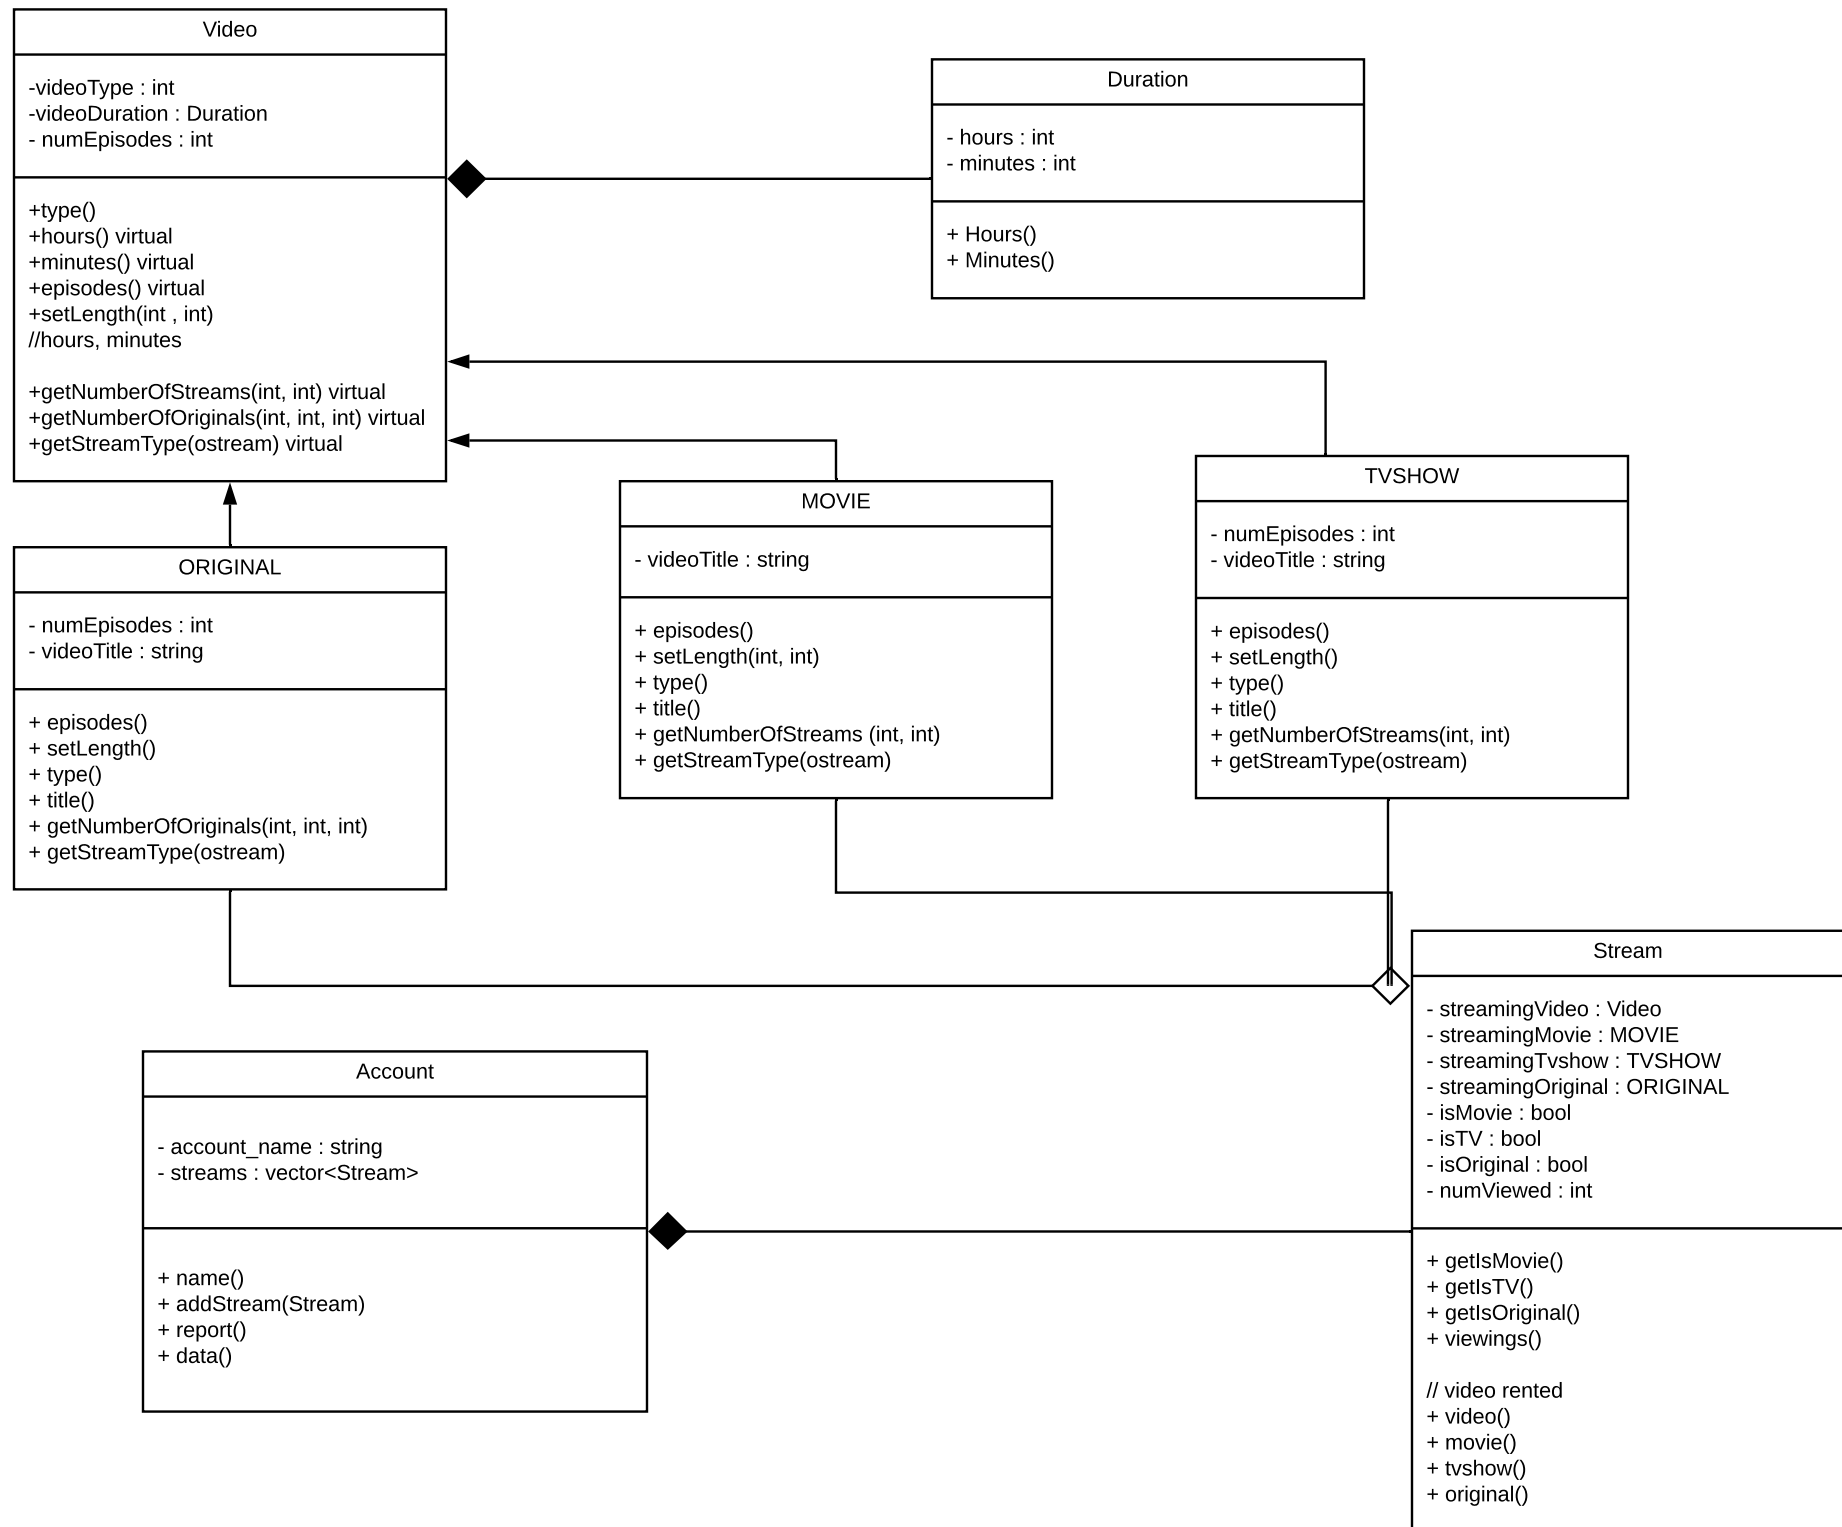 Video
-videoType : int
-videoDuration : Duration
- numEpisodes : int
+type()
+hours() virtual
+minutes() virtual
+episodes() virtual
+setLength(int , int)
//hours, minutes
+getNumberOfStreams(int, int) virtual
+getNumberOfOriginals(int, int, int) virtual
+getStreamType(ostream) virtual
Duration
- hours : int
- minutes : int
+ Hours()
+ Minutes()
ORIGINAL
- numEpisodes : int
- videoTitle : string
+ episodes()
+ setLength()
+ type()
+ title()
+ getNumberOfOriginals(int, int, int)
+ getStreamType(ostream)
MOVIE
- videoTitle : string
+ episodes()
+ setLength(int, int)
+ type()
+ title()
+ getNumberOfStreams (int, int)
+ getStreamType(ostream)
TVSHOW
- numEpisodes : int
- videoTitle : string
+ episodes()
+ setLength()
+ type()
+ title()
+ getNumberOfStreams(int, int)
+ getStreamType(ostream)
Account
- account_name : string
- streams : vector<Stream>
+ name()
+ addStream(Stream)
+ report()
+ data()
Stream
- streamingVideo : Video
- streamingMovie : MOVIE
- streamingTvshow : TVSHOW
- streamingOriginal : ORIGINAL
- isMovie : bool
- isTV : bool
- isOriginal : bool
- numViewed : int
+ getIsMovie()
+ getIsTV()
+ getIsOriginal()
+ viewings()
// video rented
+ video()
+ movie()
+ tvshow()
+ original()